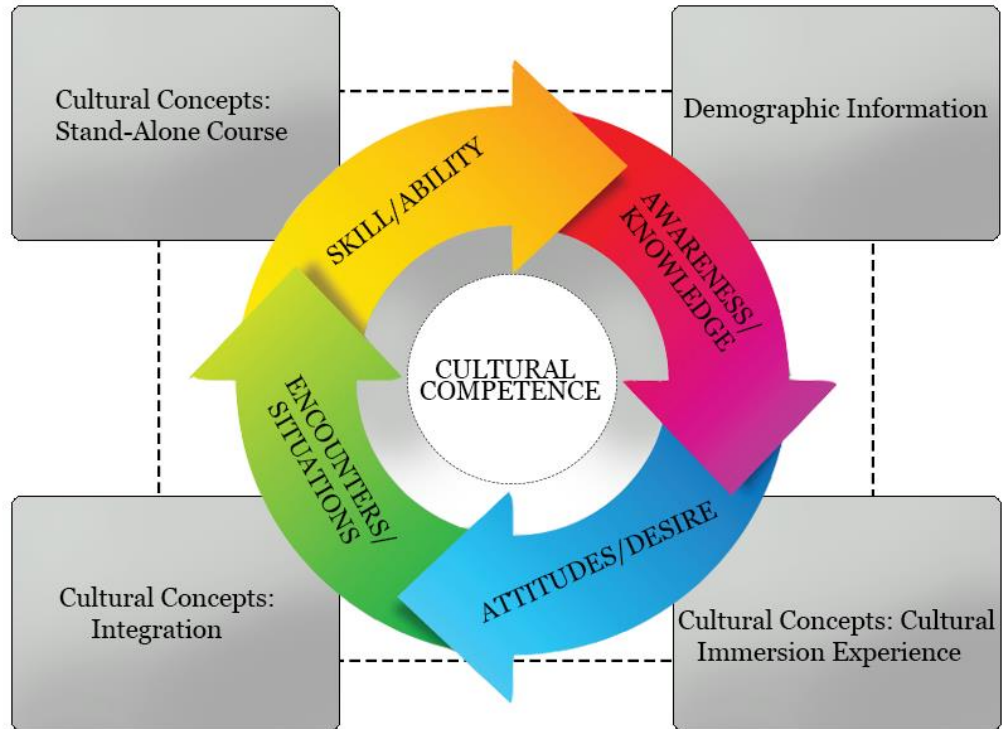 Cultural Concepts:
Stand-Alone Course
Demographic Information
SKILL/ABILITY
AWARENESS/
KNOWLEDGE
CULTURAL
COMPETENCE
ENCOUNTERS/
SITUATIONS
ATTITUDES/DESIRE
Cultural Concepts:
Integration
Cultural Concepts: Cultural
Immersion Experience